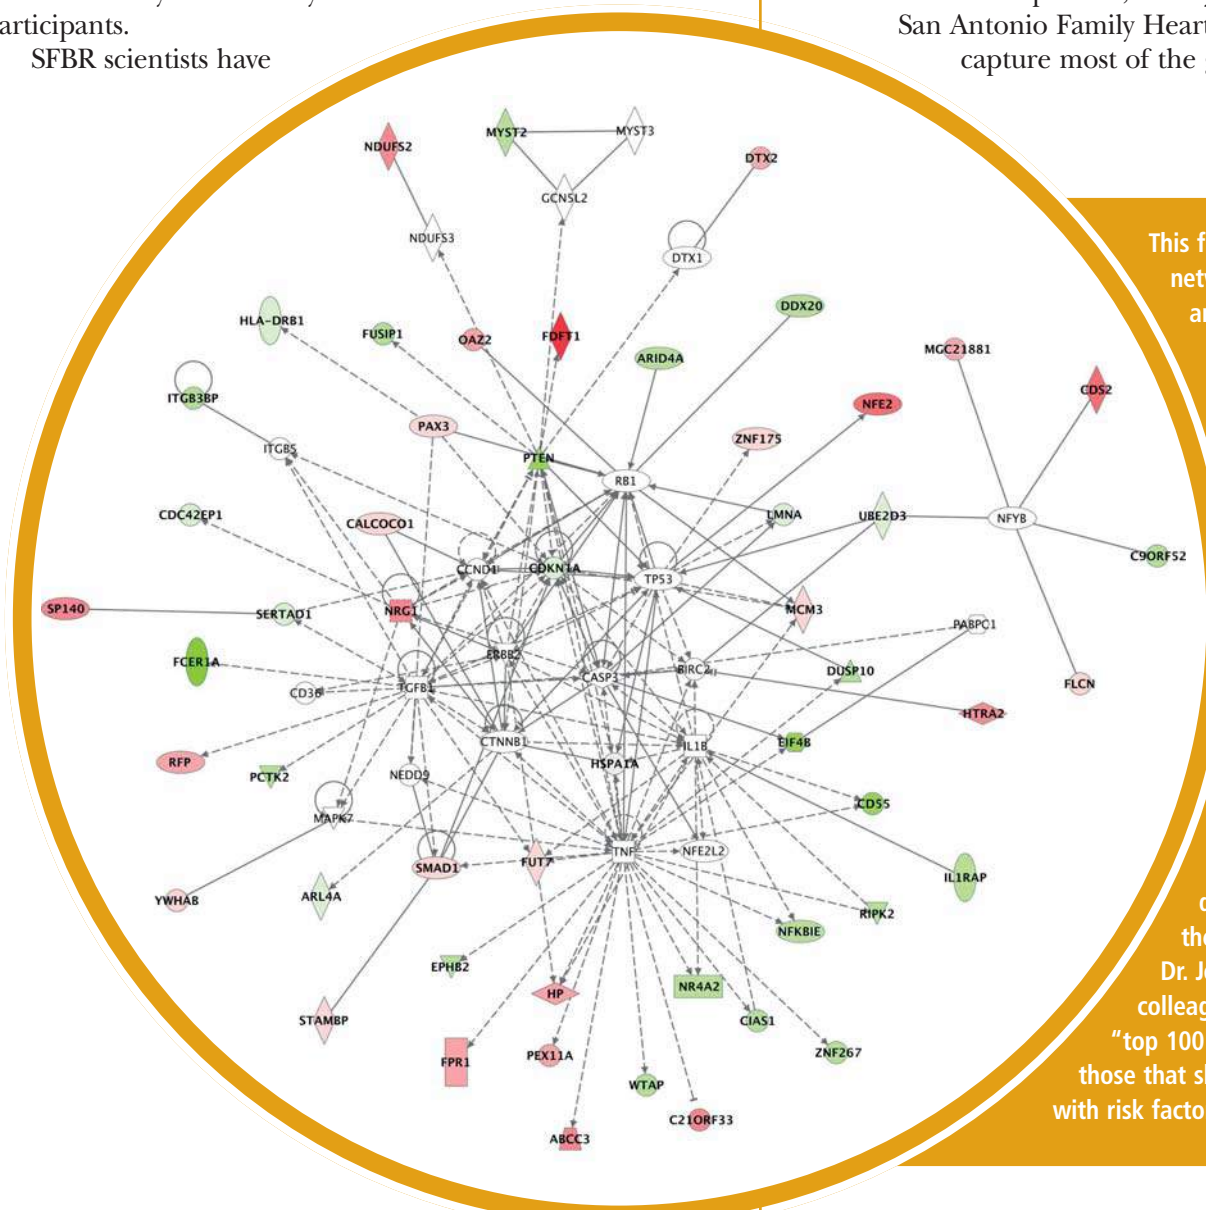 articipants.
SFBR scientists have
San Antonio Family Heart
capture most of the
This f
netw
an
MYST2
MYST3
NDUFS2
DTX2
GCN5L2
NDUFS3
DTX1
HLA-DRB1
FUSIP1
OAZ2
FDFT1
DDX20
ARID4A
MGC21881
CDS2
ITGB3BP
NFE2
PAX3
ZNF175
ITGB5
PTEN
RB1
CDC42EP1
CALCOCO1
LMNA
UBE2D3
NFYB
C9ORF52
CCND1
CDKN1A
TP53
SP140
SERTAD1
NRG1
MCM3
PABPC1
ERBB2
FCER1A
CD36
TGFB1
CASP3
BIRC2
DUSP10
FLCN
HTRA2
RFP
PCTK2
NEDD9
CTNNB1
HSPA1A
IL1B
EIF4B
MAPK7
CD55
SMAD1
FUT7
TNF
NFE2L2
YWHAB
ARL4A
IL1RAP
RIPK2
NFKBIE
EPHB2
HP
NR4A2
STAMBP
CIAS1
FPR1
PEX11A
ZNF267
WTAP
ABCC3
C21ORF33
the
Dr. Jo
colleag
"top 100
those that s
with risk facto